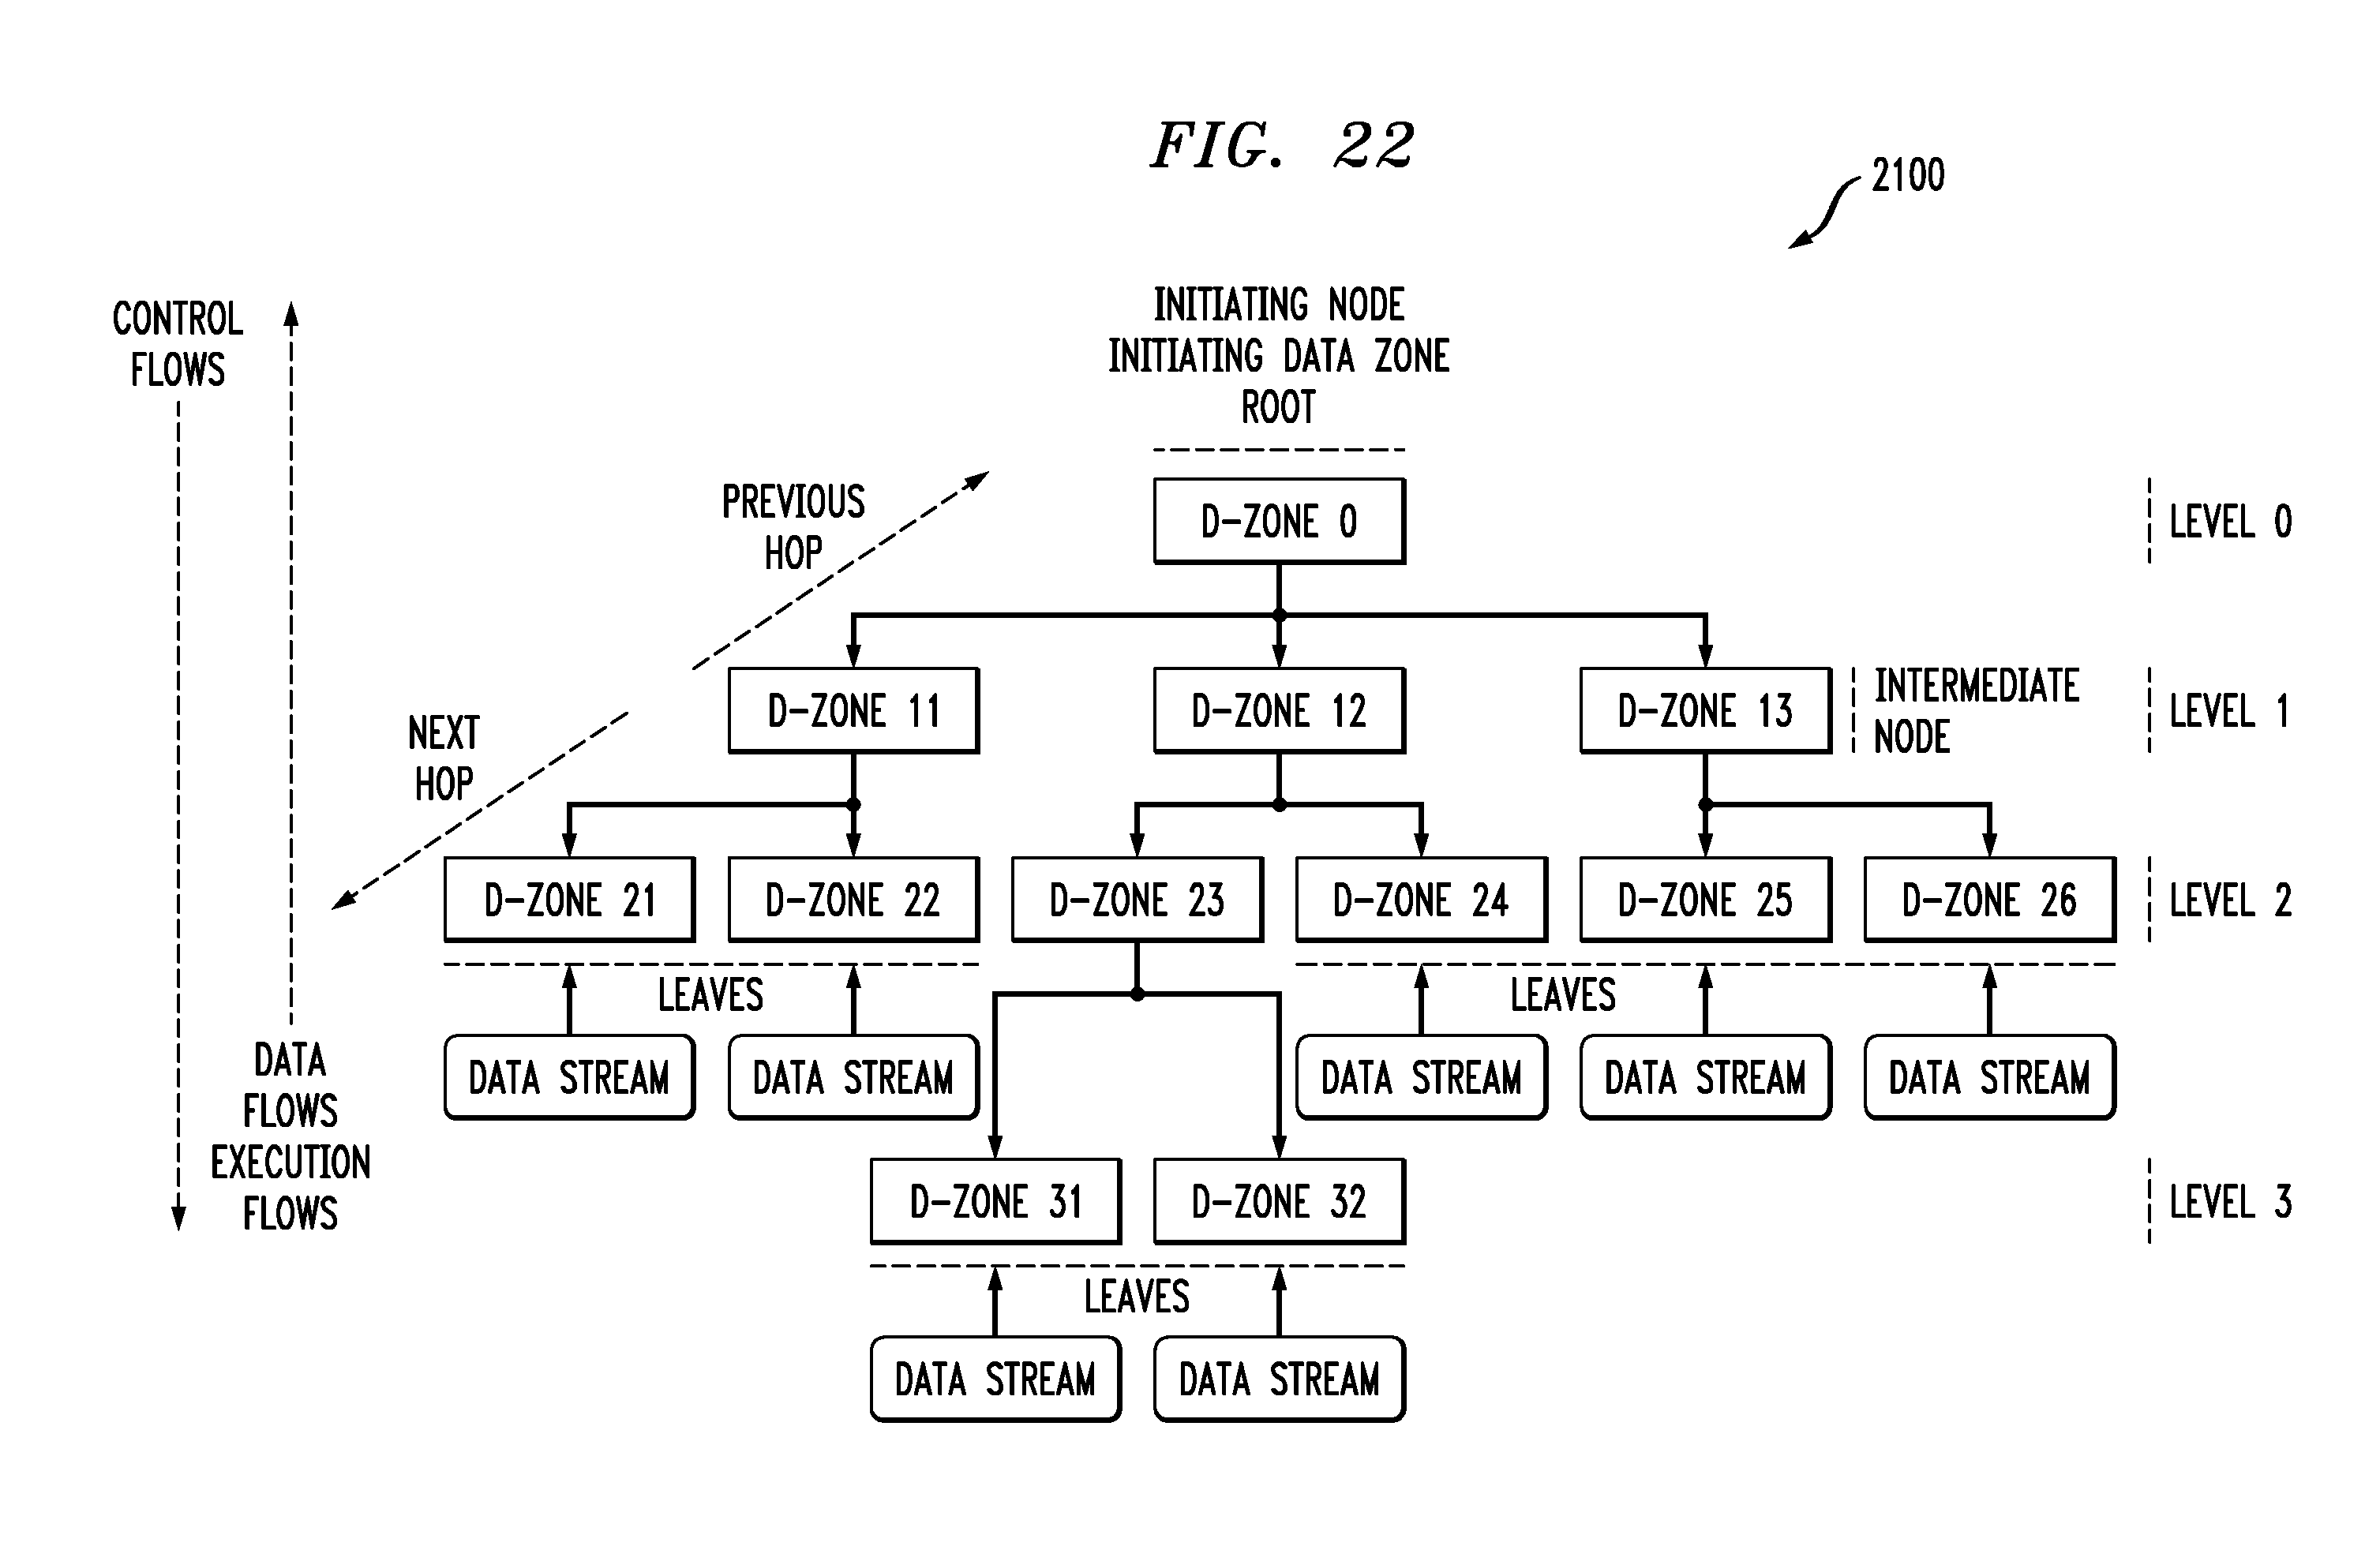 FIG. 22
2100
CONTROL
FLOWS
INITIATING NODE
INITIATING DATA ZONE
ROOT
PREVIOUS
HOP
D-ZONE 0
LEVEL 0
NEXT
HOP
D-ZONE 11
D-ZONE 12
D-ZONE 13
INTERMEDIATE
NODE
LEVEL 1
D-ZONE 21
D-ZONE 22
D-ZONE 23
D-ZONE 24
D-ZONE 25
D-ZONE 26
LEVEL 2
LEAVES
LEAVES
DATA STREAM
DATA STREAM
DATA STREAM
DATA STREAM
DATA STREAM
DATA
FLOWS
EXECUTION
FLOWS
D-ZONE 31
D-ZONE 32
LEVEL 3
LEAVES
DATA STREAM
DATA STREAM